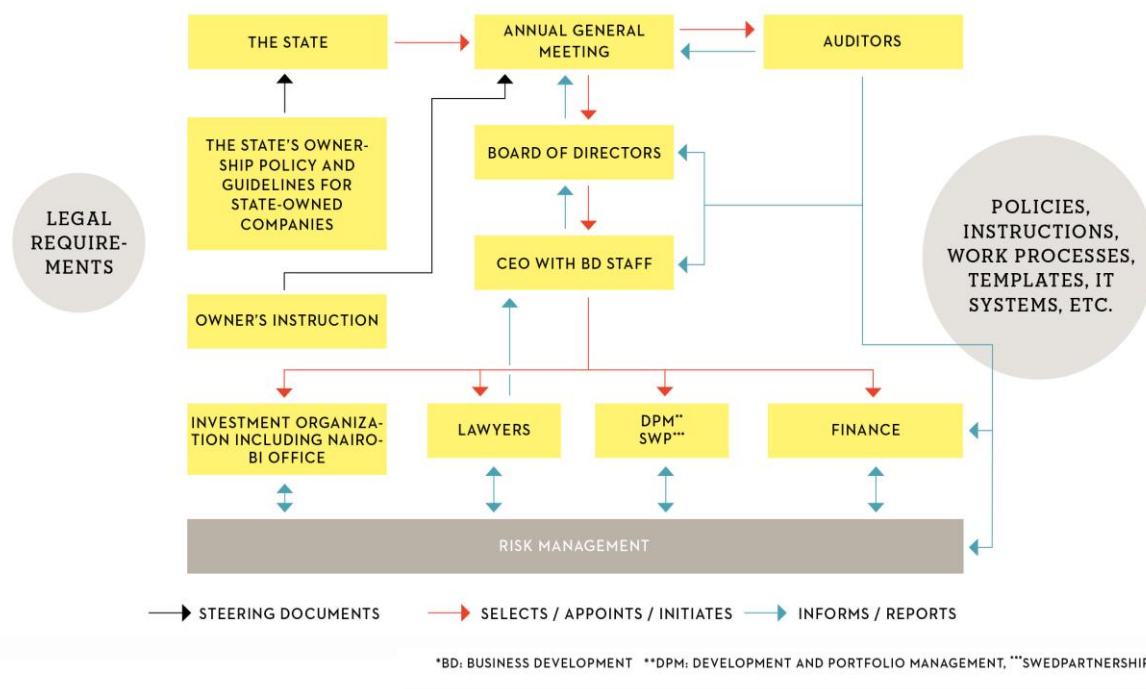 THE STATE
ANNUAL GENERAL
MEETING
AUDITORS
THE STATE'S OWNER-
SHIP POLICY AND
GUIDELINES FOR
STATE-OWNED
COMPANIES
BOARD OF DIRECTORS
LEGAL
REQUIRE-
MENTS
POLICIES,
INSTRUCTIONS,
WORK PROCESSES,
TEMPLATES, IT
SYSTEMS, ETC.
CEO WITH BD STAFF
OWNER'S INSTRUCTION
INVESTMENT ORGANIZA-
TION INCLUDING NAIRO-
BI OFFICE
LAWYERS
DPM**
SWP***
FINANCE
RISK MANAGEMENT
STEERING DOCUMENTS
SELECTS / APPOINTS / INITIATES
INFORMS / REPORTS
*BD: BUSINESS DEVELOPMENT **DPM: DEVELOPMENT AND PORTFOLIO MANAGEMENT, ***SWEDPARTNERSHIP